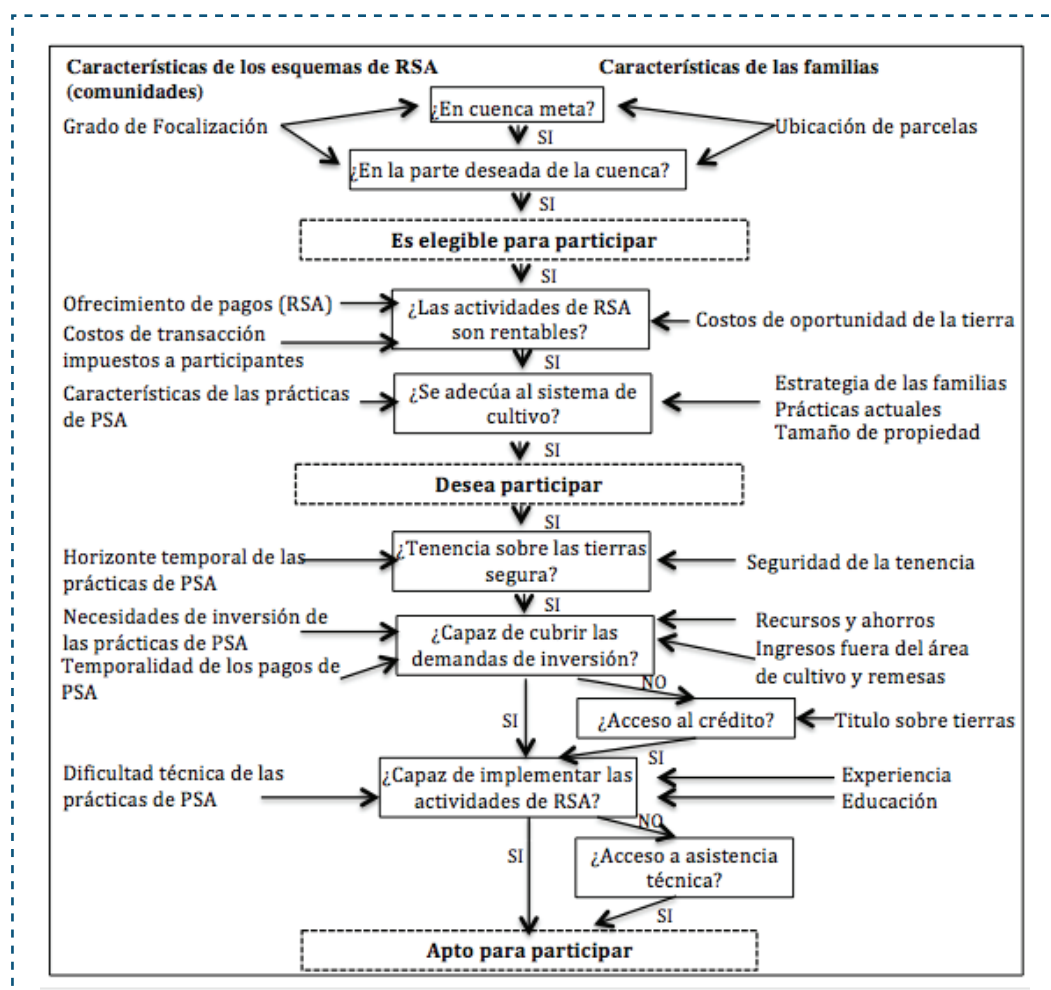 Características de los esquemas de RSA
(comunidades)
Características de las familias
¿En cuenca meta?
Grado de Focalización
Ubicación de parcelas
SI
¿En la parte deseada de la cuenca?
SI
Es elegible para participar
SI
Ofrecimiento de pagos (RSA)
Costos de transacción
impuestos a participantes
¿Las actividades de RSA
son rentables?
Costos de oportunidad de la tierra
SI
Características de las prácticas
de PSA
¿Se adecúa al sistema de
cultivo?
Estrategia de las familias
Prácticas actuales
Tamaño de propiedad
SI
Desea participar
SI
Horizonte temporal de las
prácticas de PSA
¿Tenencia sobre las tierras
segura?
Seguridad de la tenencia
SI
Necesidades de inversión de
las prácticas de PSA
Temporalidad de los pagos de
PSA
¿Capaz de cubrir las
demandas de inversión?
Recursos y ahorros
Ingresos fuera del área
de cultivo y remesas
NO
SI
¿Acceso al crédito?
Titulo sobre tierras
SI
Dificultad técnica de las
prácticas de PSA
¿Capaz de implementar las
actividades de RSA?
Experiencia
Educación
NO
SI
¿Acceso a asistencia
técnica?
SI
Apto para participar